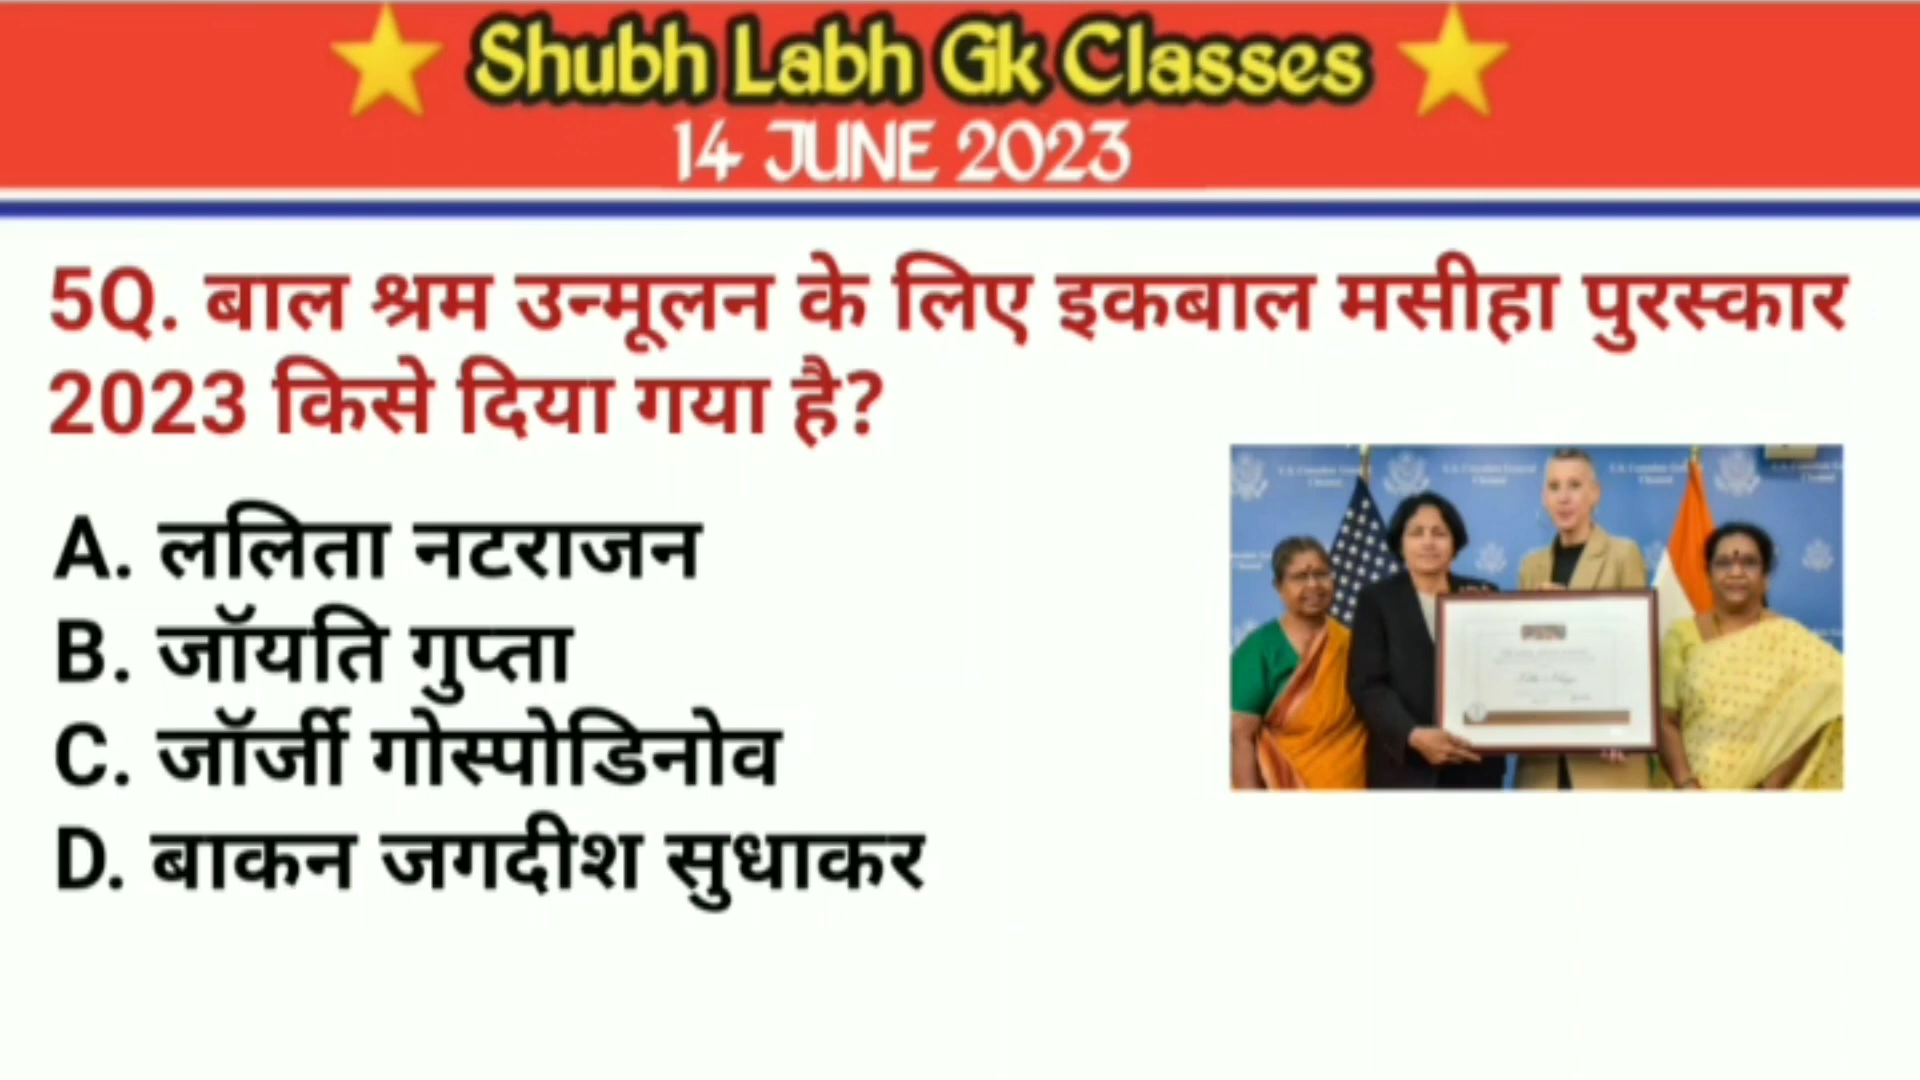 Shubh Labh Gk Classes
14 JUNE 2023
5Q. बाल श्रम उन्मूलन के लिए इकबाल मसीहा पुरस्कार
2023 किसे दिया गया है?
A. ललिता नटराजन
B. जॉयति गुप्ता
C. जॉर्जी गोस्पोडिनोव
D. बाकन जगदीश सुधाकर